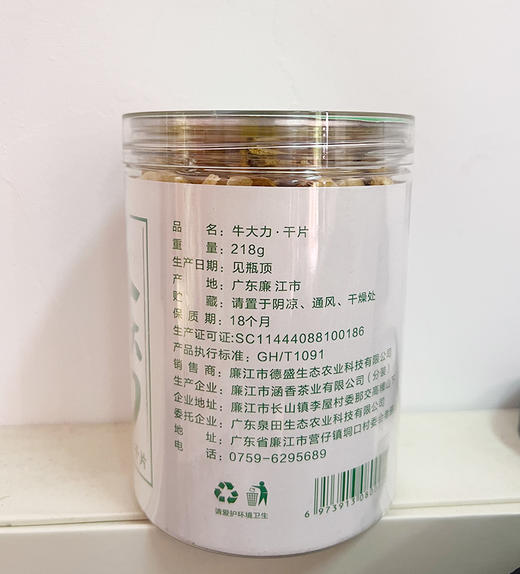 品　　名：牛大力·干片
重　　量：218g
生产日期：见瓶顶
产　　地：广东廉江市
贮　　藏：请置于阴凉、通风、干燥处
保 质 期：18个月
生产许可证:SC11444088100186
产品执行标准：GH/T1091
销 售 商：廉江市德盛生态农业科技有限公司
生产企业：廉江市涵香茶业有限公司（分装）
企业地址：廉江市长山镇李屋村委那交高横山下
委托企业：广东泉田生态农业科技有限公司
地　　址：广东省廉江市营仔镇垌口村委会老
电　　话：0759-6295689
请爱护环境卫生
6 973913 080
片